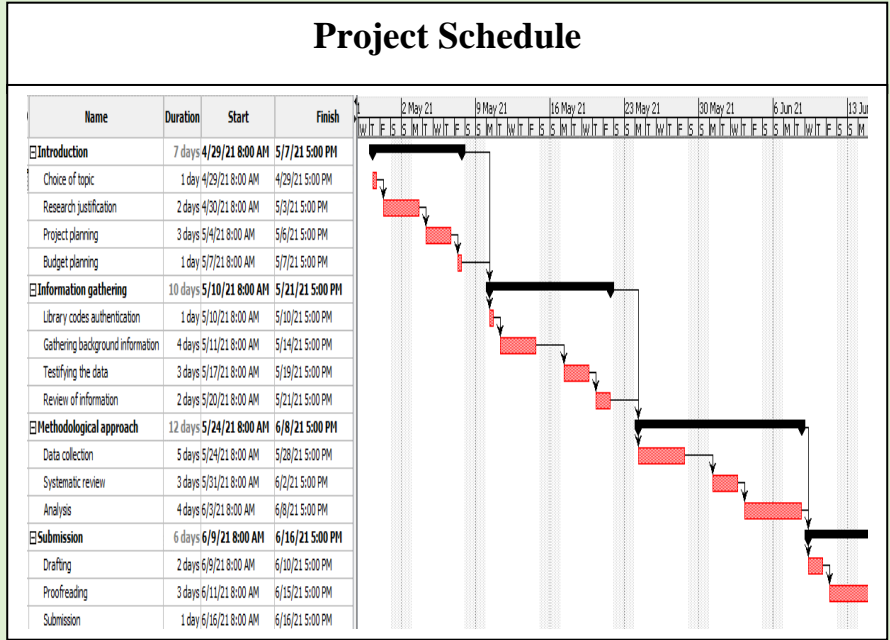 Project Schedule
Name Duration Start Finish
⊟Introduction 7 days 4/29/21 8:00 AM 5/7/21 5:00 PM
Choice of topic 1 day 4/29/21 8:00 AM 4/29/21 5:00 PM
Research justification 2 days 4/30/21 8:00 AM 5/3/21 5:00 PM
Project planning 3 days 5/4/21 8:00 AM 5/6/21 5:00 PM
Budget planning 1 day 5/7/21 8:00 AM 5/7/21 5:00 PM
⊟Information gathering 10 days 5/10/21 8:00 AM 5/21/21 5:00 PM
Library codes authentication 1 day 5/10/21 8:00 AM 5/10/21 5:00 PM
Gathering background information 4 days 5/11/21 8:00 AM 5/14/21 5:00 PM
Testifying the data 3 days 5/17/21 8:00 AM 5/19/21 5:00 PM
Review of information 2 days 5/20/21 8:00 AM 5/21/21 5:00 PM
⊟Methodological approach 12 days 5/24/21 8:00 AM 6/8/21 5:00 PM
Data collection 5 days 5/24/21 8:00 AM 5/28/21 5:00 PM
Systematic review 3 days 5/31/21 8:00 AM 6/2/21 5:00 PM
Analysis 4 days 6/3/21 8:00 AM 6/8/21 5:00 PM
⊟Submission 6 days 6/9/21 8:00 AM 6/16/21 5:00 PM
Drafting 2 days 6/9/21 8:00 AM 6/10/21 5:00 PM
Proofreading 3 days 6/11/21 8:00 AM 6/15/21 5:00 PM
Submission 1 day 6/16/21 8:00 AM 6/16/21 5:00 PM
2 May 21 9 May 21 16 May 21 23 May 21 30 May 21 6 Jun 21 13 Ju
W T F S S M T W T F S S M T W T F S S M T W T F S S M T W T F S S M T W T F S S M T W T F S S M